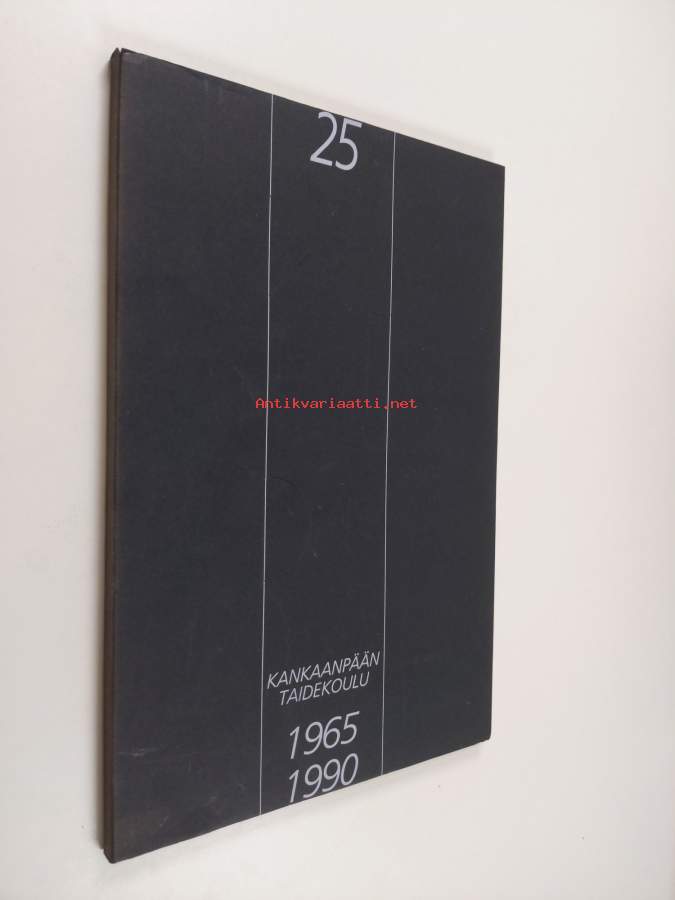 25
Antikvariaatti.net
KANKAANPÄÄN
TAIDEKOULU
1965
1990